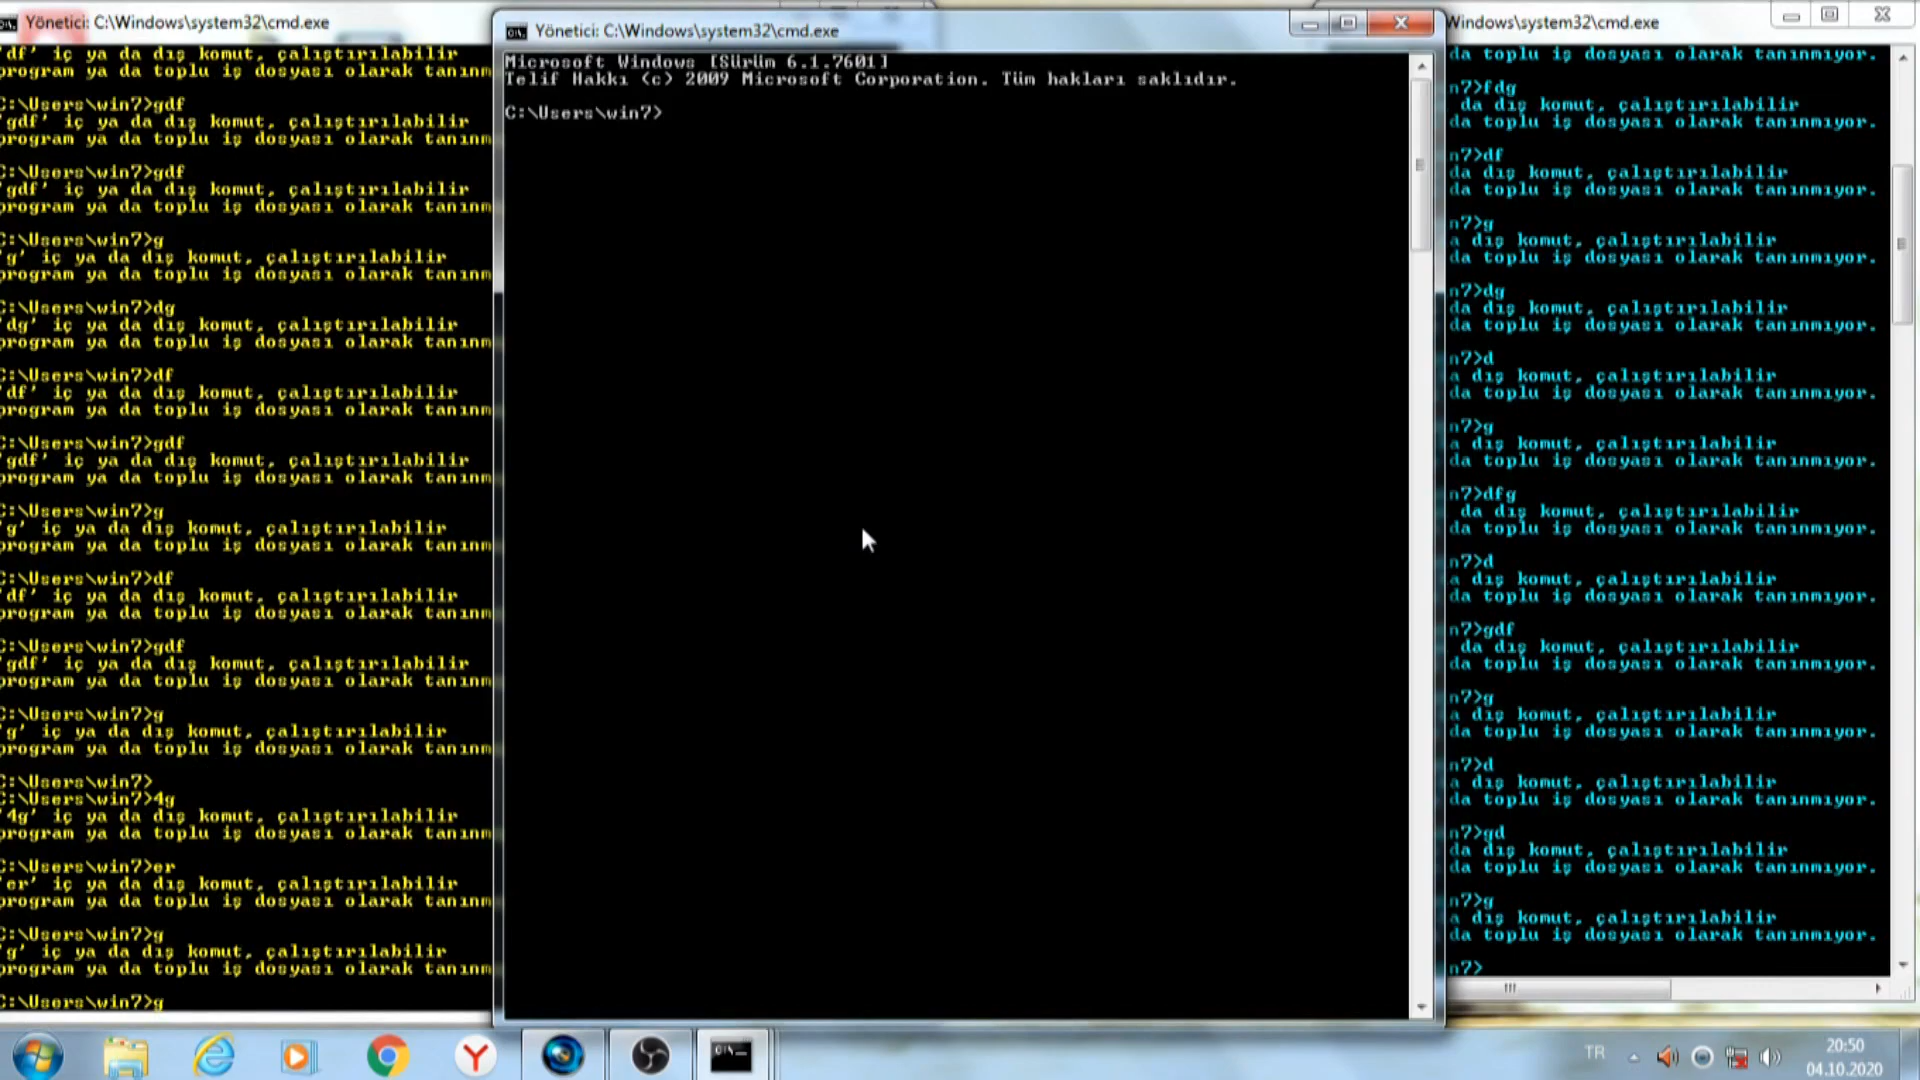 Yönetici: C:\Windows\system32\cmd.exe
'df' iç ya da dış komut, çalıştırılabilir
program ya da toplu iş dosyası olarak tanınm
C:\Users\win7>gdf
'gdf' iç ya da dış komut, çalıştırılabilir
program ya da toplu iş dosyası olarak tanınm
C:\Users\win7>gdf
'gdf' iç ya da dış komut, çalıştırılabilir
program ya da toplu iş dosyası olarak tanınm
C:\Users\win7>g
'g' iç ya da dış komut, çalıştırılabilir
program ya da toplu iş dosyası olarak tanınm
C:\Users\win7>dg
'dg' iç ya da dış komut, çalıştırılabilir
program ya da toplu iş dosyası olarak tanınm
C:\Users\win7>df
'df' iç ya da dış komut, çalıştırılabilir
program ya da toplu iş dosyası olarak tanınm
C:\Users\win7>gdf
'gdf' iç ya da dış komut, çalıştırılabilir
program ya da toplu iş dosyası olarak tanınm
C:\Users\win7>g
'g' iç ya da dış komut, çalıştırılabilir
program ya da toplu iş dosyası olarak tanınm
C:\Users\win7>df
'df' iç ya da dış komut, çalıştırılabilir
program ya da toplu iş dosyası olarak tanınm
C:\Users\win7>gdf
'gdf' iç ya da dış komut, çalıştırılabilir
program ya da toplu iş dosyası olarak tanınm
C:\Users\win7>g
'g' iç ya da dış komut, çalıştırılabilir
program ya da toplu iş dosyası olarak tanınm
C:\Users\win7>
C:\Users\win7>4g
'4g' iç ya da dış komut, çalıştırılabilir
program ya da toplu iş dosyası olarak tanınm
C:\Users\win7>er
'er' iç ya da dış komut, çalıştırılabilir
program ya da toplu iş dosyası olarak tanınm
C:\Users\win7>g
'g' iç ya da dış komut, çalıştırılabilir
program ya da toplu iş dosyası olarak tanınm
C:\Users\win7>g
Yönetici: C:\Windows\system32\cmd.exe
Microsoft Windows [Sürüm 6.1.7601]
Telif Hakkı (c) 2009 Microsoft Corporation. Tüm hakları saklıdır.
C:\Users\win7>
Windows\system32\cmd.exe
da toplu iş dosyası olarak tanınmıyor.
n7>fdg
da dış komut, çalıştırılabilir
da toplu iş dosyası olarak tanınmıyor.
n7>df
da dış komut, çalıştırılabilir
da toplu iş dosyası olarak tanınmıyor.
n7>g
a dış komut, çalıştırılabilir
da toplu iş dosyası olarak tanınmıyor.
n7>dg
da dış komut, çalıştırılabilir
da toplu iş dosyası olarak tanınmıyor.
n7>d
a dış komut, çalıştırılabilir
da toplu iş dosyası olarak tanınmıyor.
n7>g
a dış komut, çalıştırılabilir
da toplu iş dosyası olarak tanınmıyor.
n7>dfg
da dış komut, çalıştırılabilir
da toplu iş dosyası olarak tanınmıyor.
n7>d
a dış komut, çalıştırılabilir
da toplu iş dosyası olarak tanınmıyor.
n7>gdf
da dış komut, çalıştırılabilir
da toplu iş dosyası olarak tanınmıyor.
n7>g
a dış komut, çalıştırılabilir
da toplu iş dosyası olarak tanınmıyor.
n7>d
a dış komut, çalıştırılabilir
da toplu iş dosyası olarak tanınmıyor.
n7>gd
da dış komut, çalıştırılabilir
da toplu iş dosyası olarak tanınmıyor.
n7>g
a dış komut, çalıştırılabilir
da toplu iş dosyası olarak tanınmıyor.
n7>
TR
20:50
04.10.2020